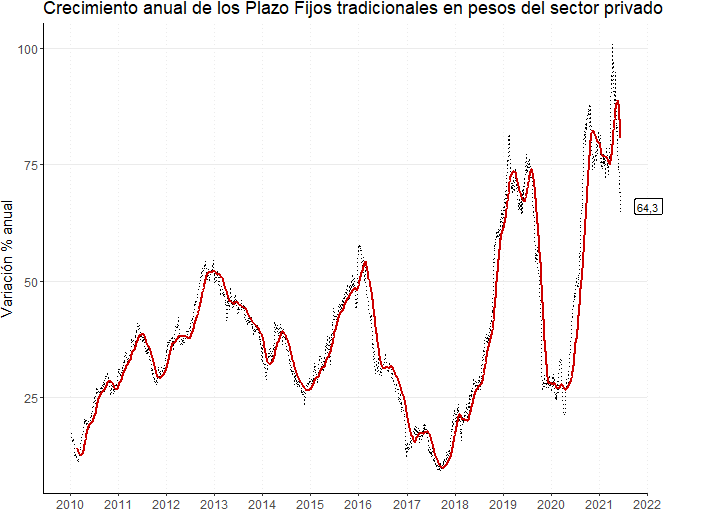 Crecimiento anual de los Plazo Fijos tradicionales en pesos del sector privado
Variación % anual
100
75
50
25
64,3
2010 2011 2012 2013 2014 2015 2016 2017 2018 2019 2020 2021 2022